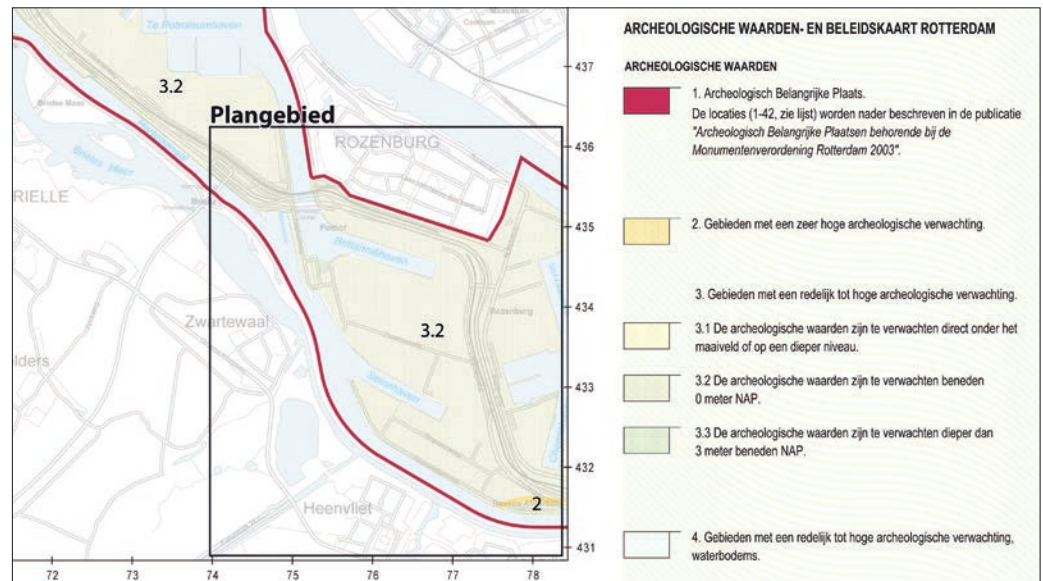 7e Petroleumhaven
3.2
Plangebied
ROZENBURG
Brielse Meer
RIELLE
Brittanniëhaven
Rozenburg
Zwartewaal
3.2
olders
Seinehaven
Heenvliet
2
437
436
435
434
433
432
431
72
73
74
75
76
77
78
ARCHEOLOGISCHE WAARDEN- EN BELEIDSKAART ROTTERDAM
ARCHEOLOGISCHE WAARDEN
1. Archeologisch Belangrijke Plaats.
De locaties (1-42, zie lijst) worden nader beschreven in de publicatie
"Archeologisch Belangrijke Plaatsen behorende bij de
Monumentenverordening Rotterdam 2003".
2. Gebieden met een zeer hoge archeologische verwachting.
3. Gebieden met een redelijk tot hoge archeologische verwachting.
3.1 De archeologische waarden zijn te verwachten direct onder het
maaiveld of op een dieper niveau.
3.2 De archeologische waarden zijn te verwachten beneden
0 meter NAP.
3.3 De archeologische waarden zijn te verwachten dieper dan
3 meter beneden NAP.
4. Gebieden met een redelijk tot hoge archeologische verwachting,
waterbodems.